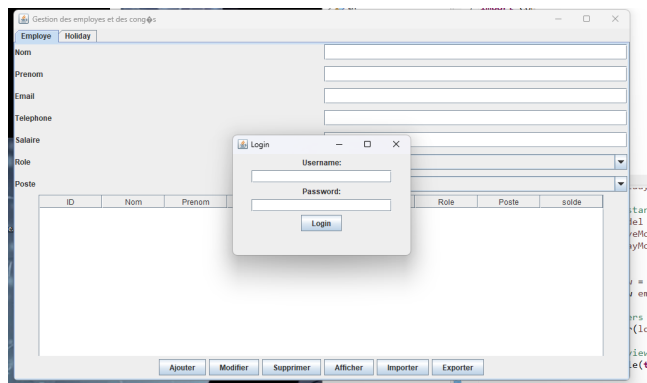 Gestion des employes et des cong�s
Employe Holiday
Nom
Prenom
Email
Telephone
Salaire
Role
Poste
Login
Username:
Password:
Login
ID Nom Prenom Role Poste solde
Ajouter Modifier Supprimer Afficher Importer Exporter